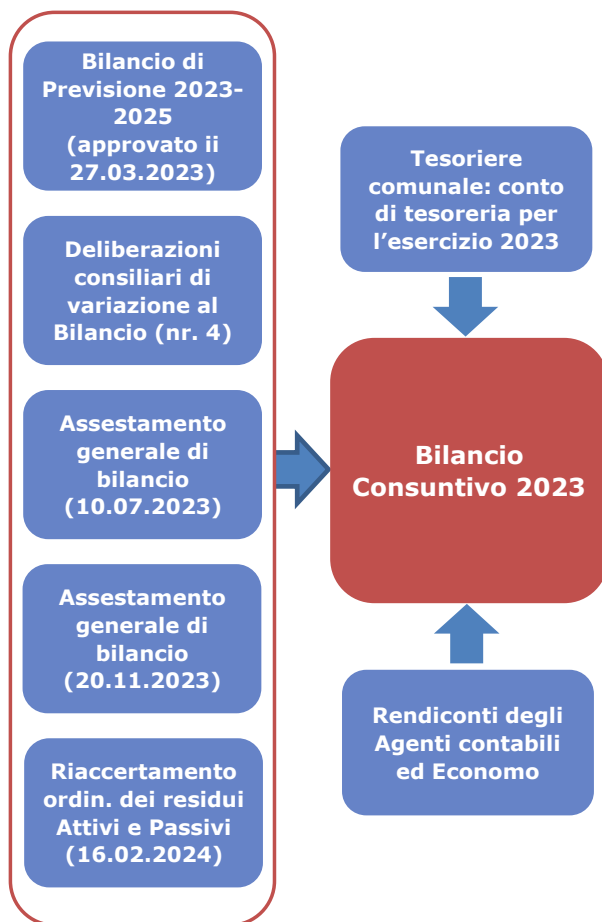 Bilancio di
Previsione 2023-
2025
(approvato ii
27.03.2023)
Deliberazioni
consiliari di
variazione al
Bilancio (nr. 4)
Assestamento
generale di
bilancio
(10.07.2023)
Assestamento
generale di
bilancio
(20.11.2023)
Riaccertamento
ordin. dei residui
Attivi e Passivi
(16.02.2024)
Tesoriere
comunale: conto
di tesoreria per
l’esercizio 2023
Bilancio
Consuntivo 2023
Rendiconti degli
Agenti contabili
ed Economo